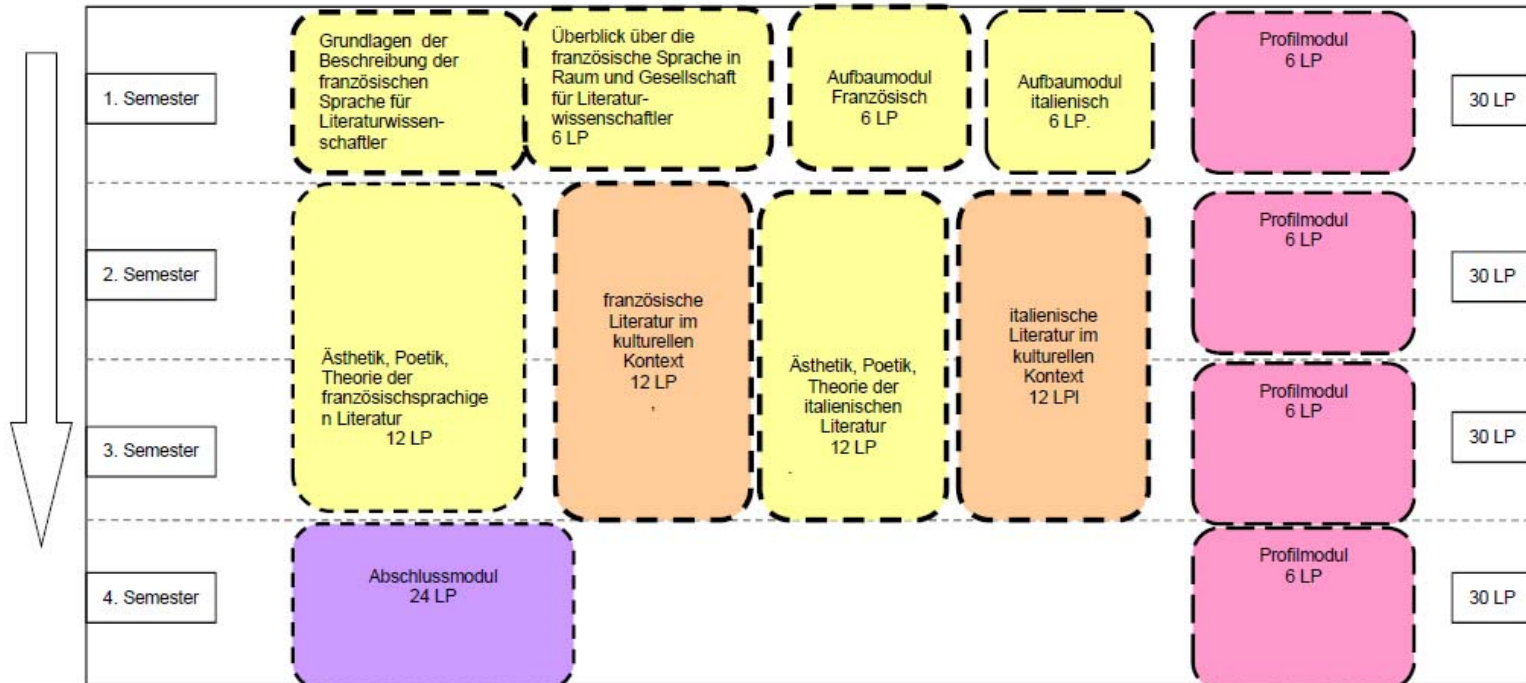 1. Semester
Grundlagen der
Beschreibung der
französischen
Sprache für
Literaturwissen-
schaftler
Überblick über die
französische Sprache in
Raum und Gesellschaft
für Literatur-
wissenschaftler
6 LP
Aufbaumodul
Französisch
6 LP
Aufbaumodul
italienisch
6 LP.
Profilmodul
6 LP
30 LP
2. Semester
Ästhetik, Poetik,
Theorie der
französischsprachige
n Literatur
12 LP
französische
Literatur im
kulturellen
Kontext
12 LP
,
Ästhetik, Poetik,
Theorie der
italienischen
Literatur
12 LP
.
italienische
Literatur im
kulturellen
Kontext
12 LPI
Profilmodul
6 LP
30 LP
3. Semester
Profilmodul
6 LP
30 LP
4. Semester
Abschlussmodul
24 LP
Profilmodul
6 LP
30 LP